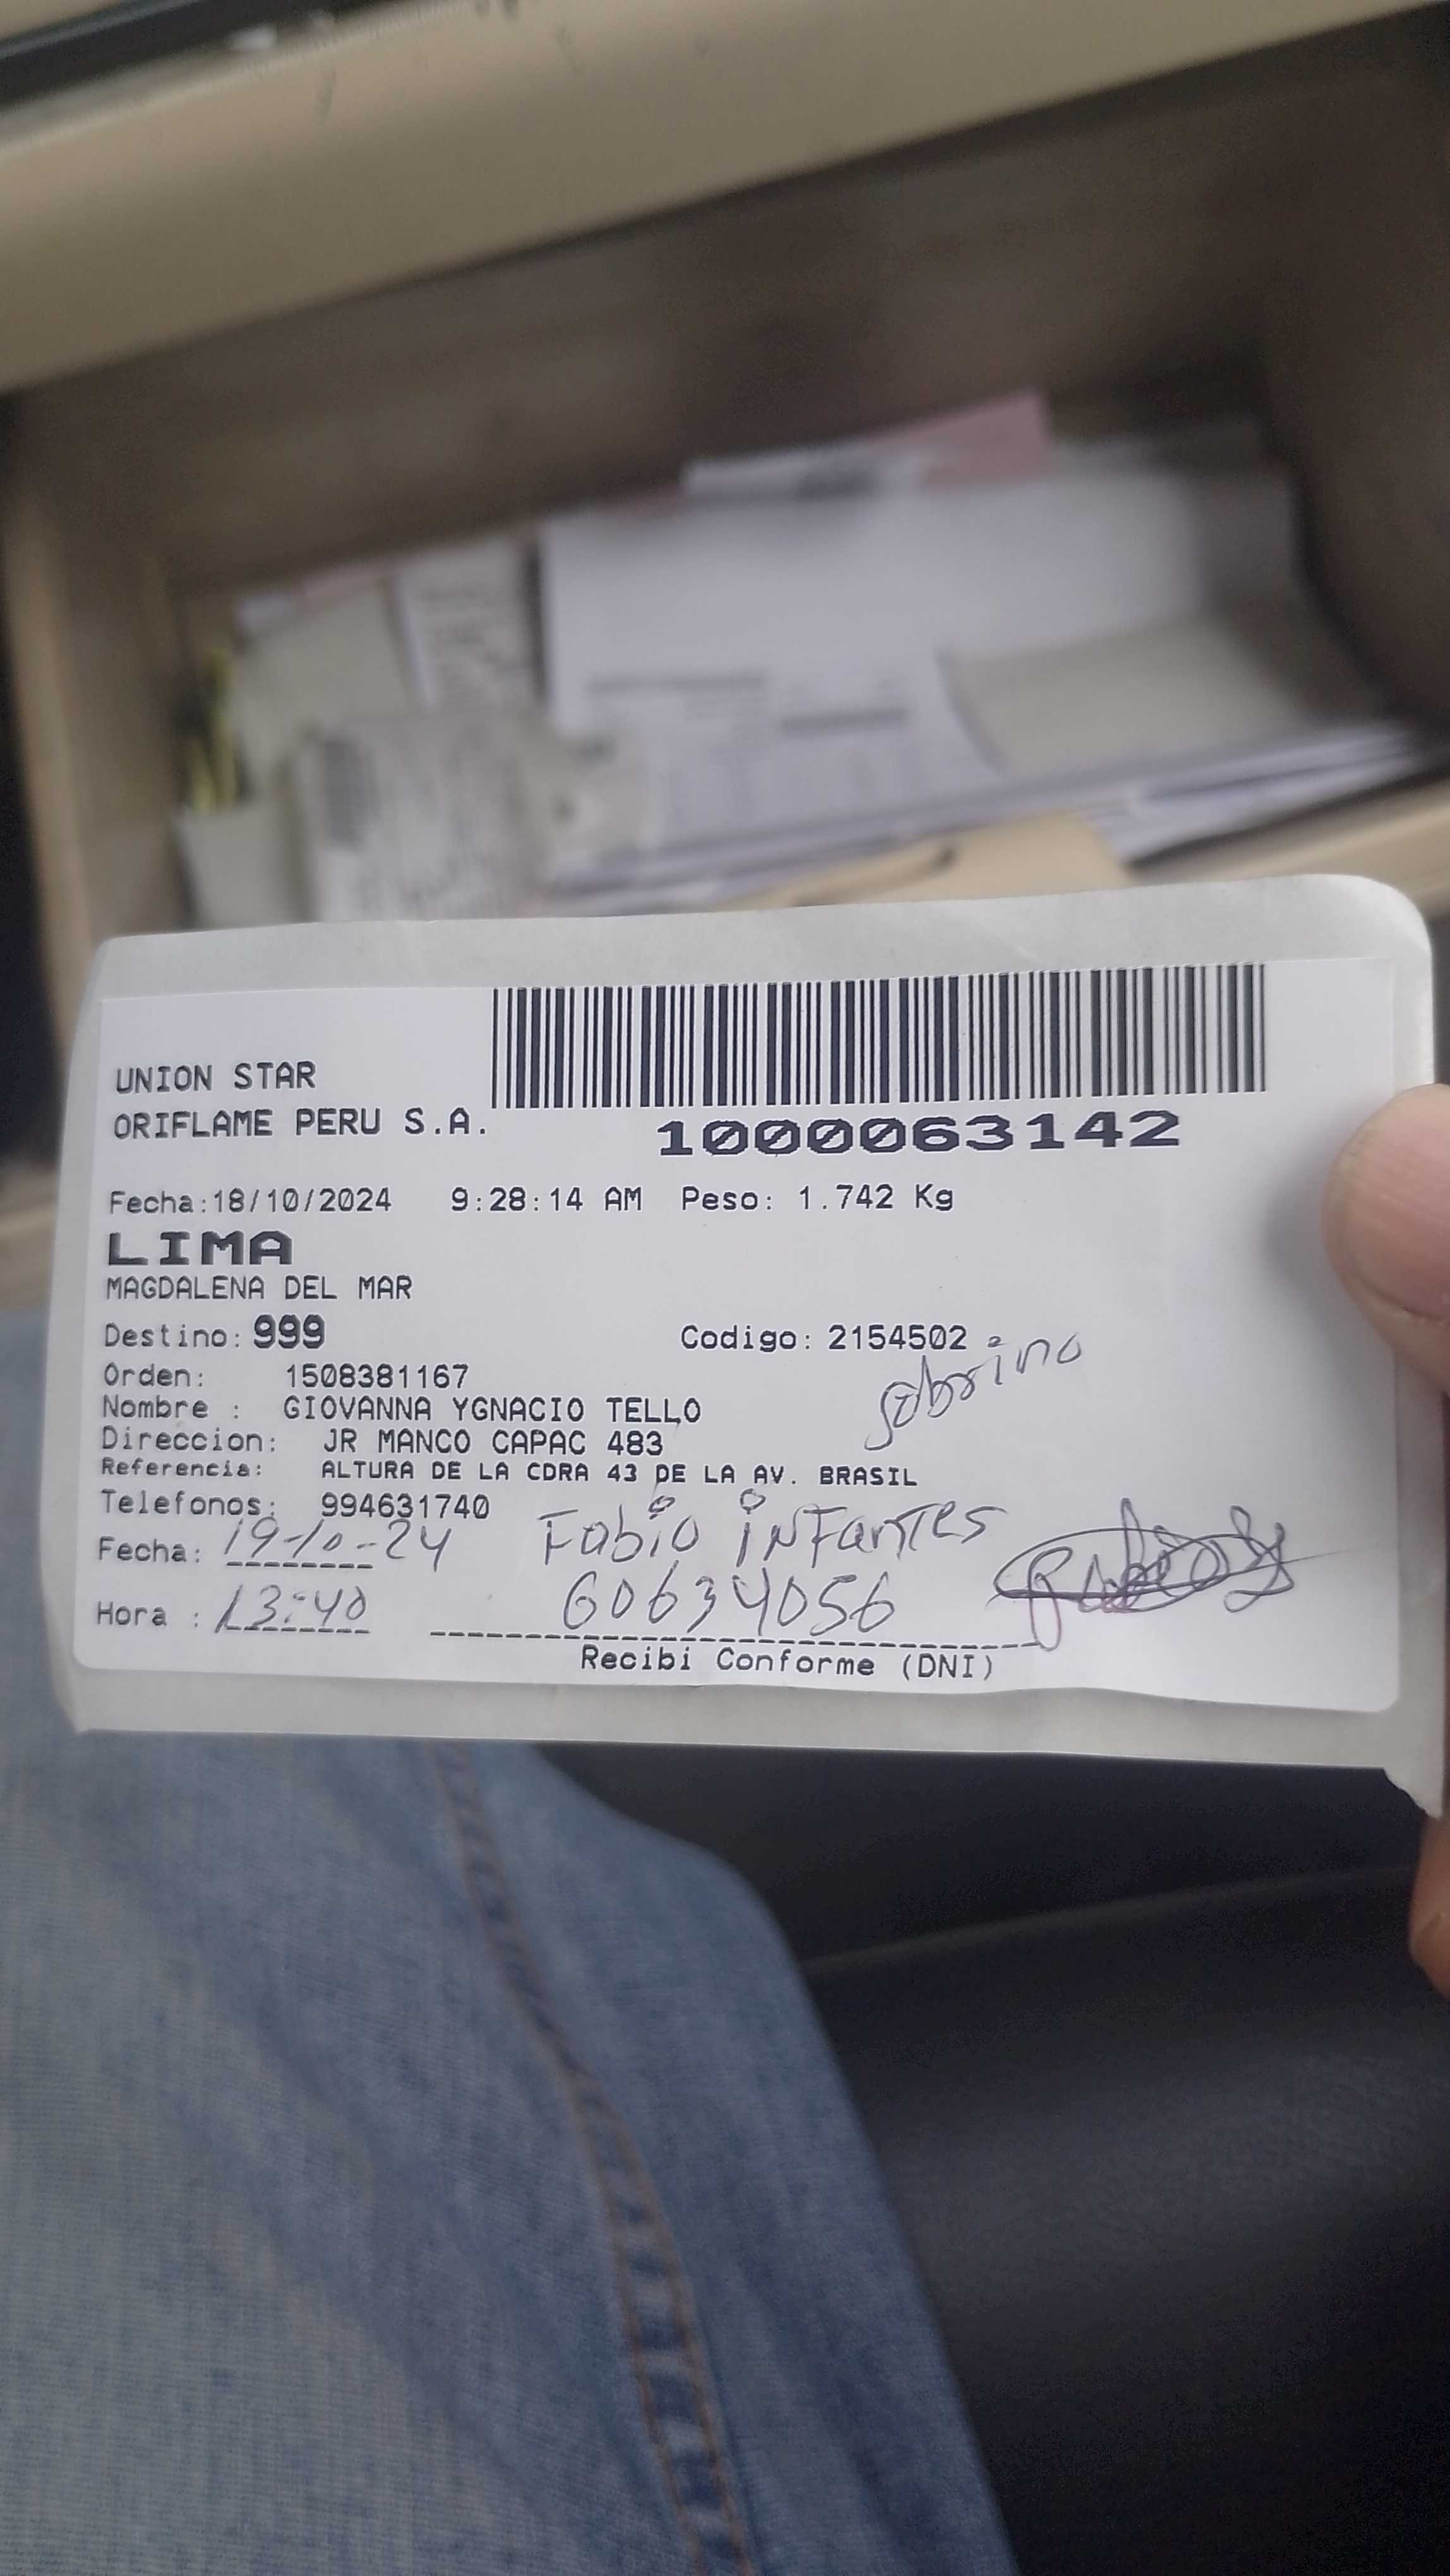 UNION STAR
ORIFLAME PERU S.A.
1000063142
Fecha:18/10/2024 9:28:14 AM Peso: 1.742 Kg
LIMA
MAGDALENA DEL MAR
Destino: 999 Codigo: 2154502
sobrino
Orden: 1508381167
Nombre : GIOVANNA YGNACIO TELLO
Direccion: JR MANCO CAPAC 483
Referencia: ALTURA DE LA CDRA 43 DE LA AV. BRASIL
Telefonos: 994631740
Fecha: 19-10-24 Fabio inFantes
Hora : 13:40 60634056
Recibi Conforme (DNI)